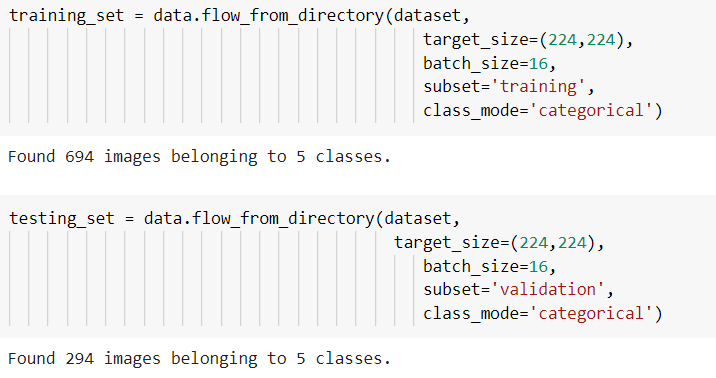 training_set = data.flow_from_directory(dataset,
target_size=(224,224),
batch_size=16,
subset='training',
class_mode='categorical')
Found 694 images belonging to 5 classes.
testing_set = data.flow_from_directory(dataset,
target_size=(224,224),
batch_size=16,
subset='validation',
class_mode='categorical')
Found 294 images belonging to 5 classes.